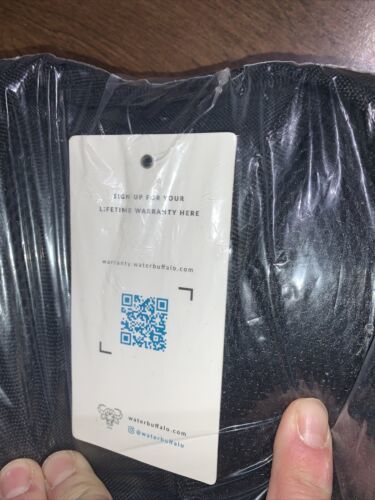 SIGN UP FOR YOUR
LIFETIME WARRANTY HERE
warranty.waterbuffalo.com
waterbuffalo.com
@waterbuffalo